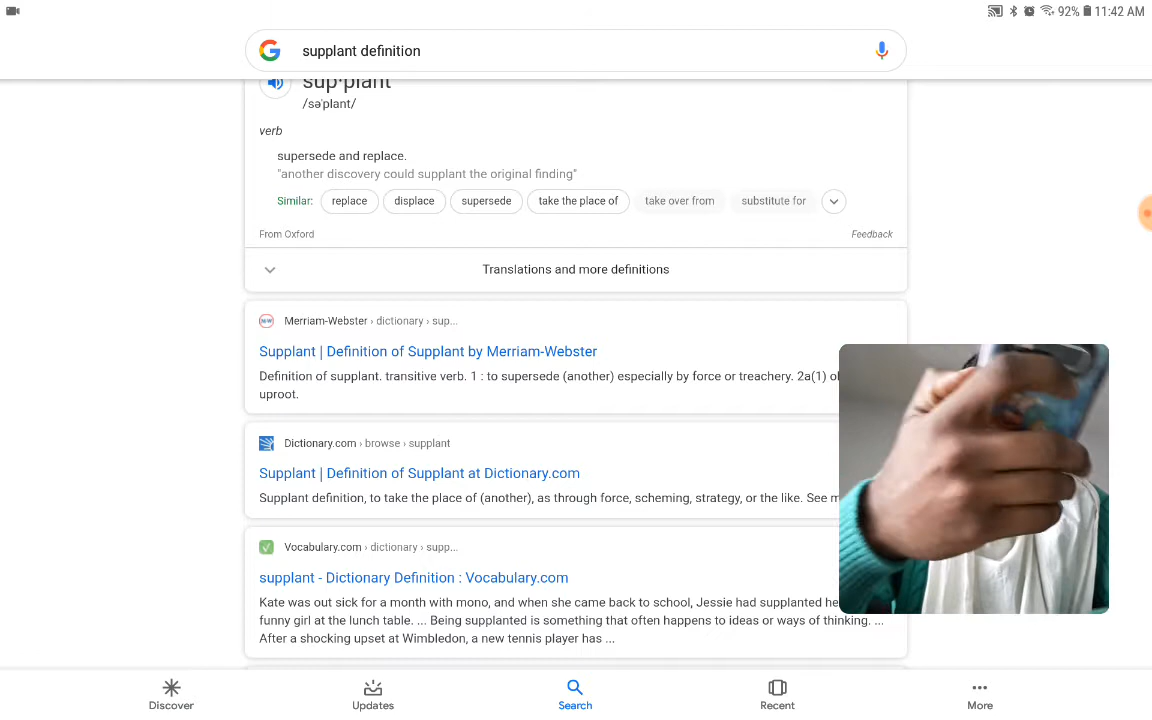 92% 11:42 AM
supplant definition
sup·plant
/səˈplant/
verb
supersede and replace.
"another discovery could supplant the original finding"
Similar: replace displace supersede take the place of take over from substitute for
From Oxford Feedback
Translations and more definitions
Merriam-Webster › dictionary › sup...
Supplant | Definition of Supplant by Merriam-Webster
Definition of supplant. transitive verb. 1 : to supersede (another) especially by force or treachery. 2a(1)
uproot.
Dictionary.com › browse › supplant
Supplant | Definition of Supplant at Dictionary.com
Supplant definition, to take the place of (another), as through force, scheming, strategy, or the like. See
Vocabulary.com › dictionary › supp...
supplant - Dictionary Definition : Vocabulary.com
Kate was out sick for a month with mono, and when she came back to school, Jessie had supplanted
funny girl at the lunch table. ... Being supplanted is something that often happens to ideas or ways of thinking. ...
After a shocking upset at Wimbledon, a new tennis player has ...
Discover Updates Search Recent More